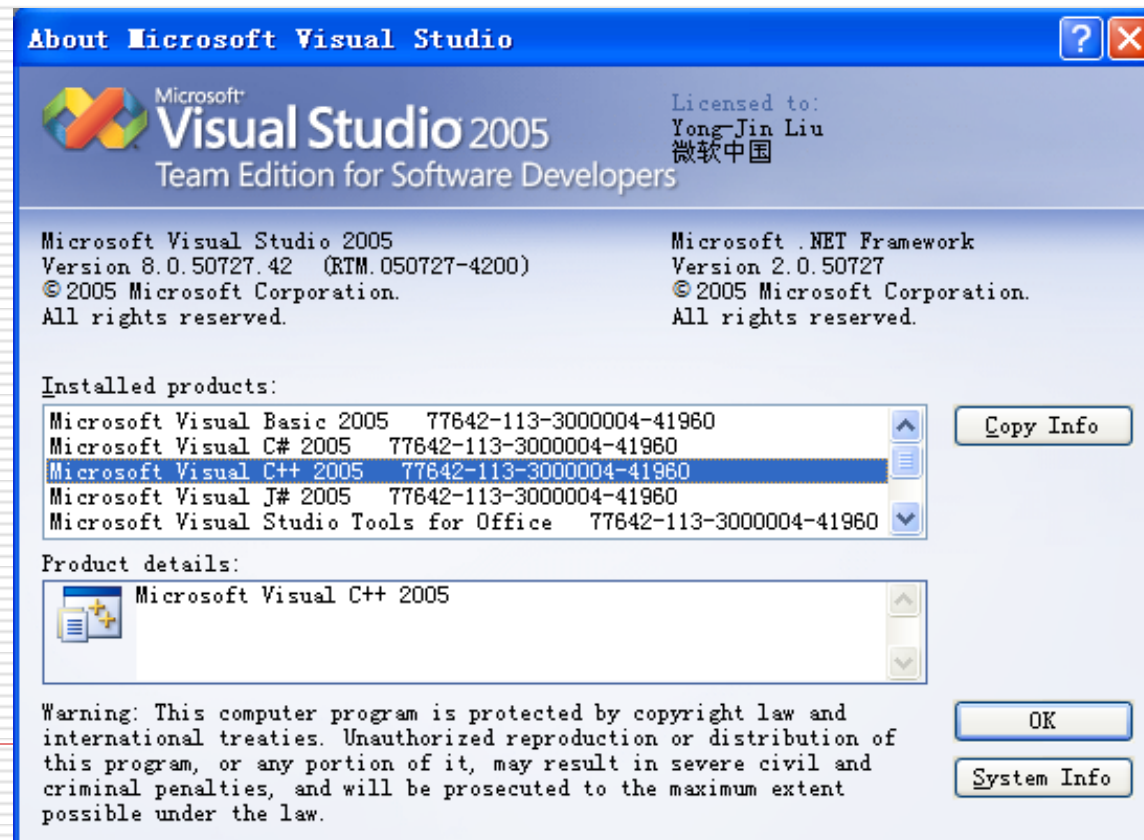 About Microsoft Visual Studio
Microsoft
Visual Studio 2005
Team Edition for Software Developers
Licensed to:
Yong-Jin Liu
微软中国
Microsoft Visual Studio 2005
Version 8.0.50727.42 (RTM.050727-4200)
© 2005 Microsoft Corporation.
All rights reserved.
Microsoft .NET Framework
Version 2.0.50727
© 2005 Microsoft Corporation.
All rights reserved.
Installed products:
Microsoft Visual Basic 2005 77642-113-3000004-41960
Microsoft Visual C# 2005 77642-113-3000004-41960
Microsoft Visual C++ 2005 77642-113-3000004-41960
Microsoft Visual J# 2005 77642-113-3000004-41960
Microsoft Visual Studio Tools for Office 77642-113-3000004-41960
Copy Info
Product details:
Microsoft Visual C++ 2005
Warning: This computer program is protected by copyright law and
international treaties. Unauthorized reproduction or distribution of
this program, or any portion of it, may result in severe civil and
criminal penalties, and will be prosecuted to the maximum extent
possible under the law.
OK
System Info